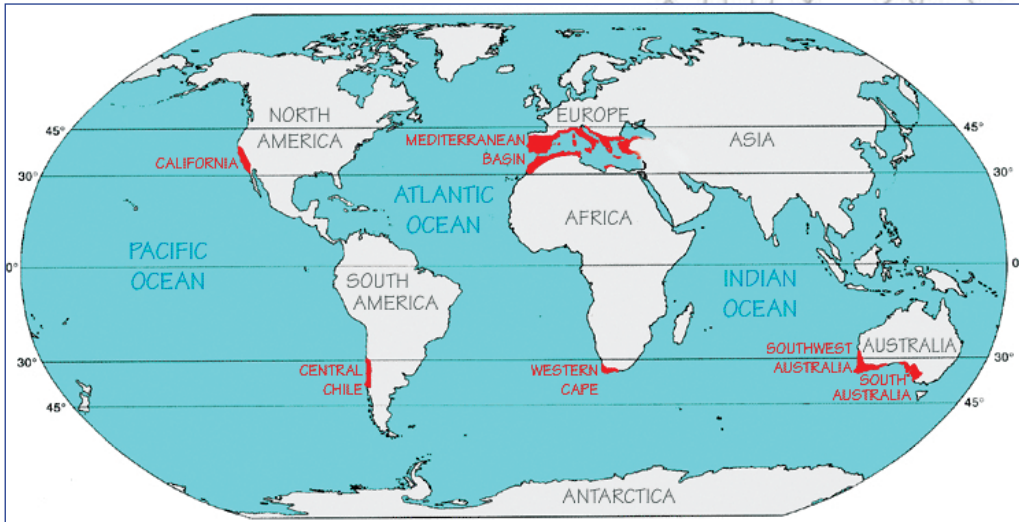 NORTH
AMERICA
EUROPE
ASIA
45°
45°
MEDITERRANEAN
BASIN
CALIFORNIA
30°
30°
ATLANTIC
OCEAN
AFRICA
PACIFIC
OCEAN
0°
0°
SOUTH
AMERICA
INDIAN
OCEAN
AUSTRALIA
SOUTHWEST
AUSTRALIA
SOUTH
AUSTRALIA
30°
30°
CENTRAL
CHILE
WESTERN
CAPE
45°
45°
ANTARCTICA